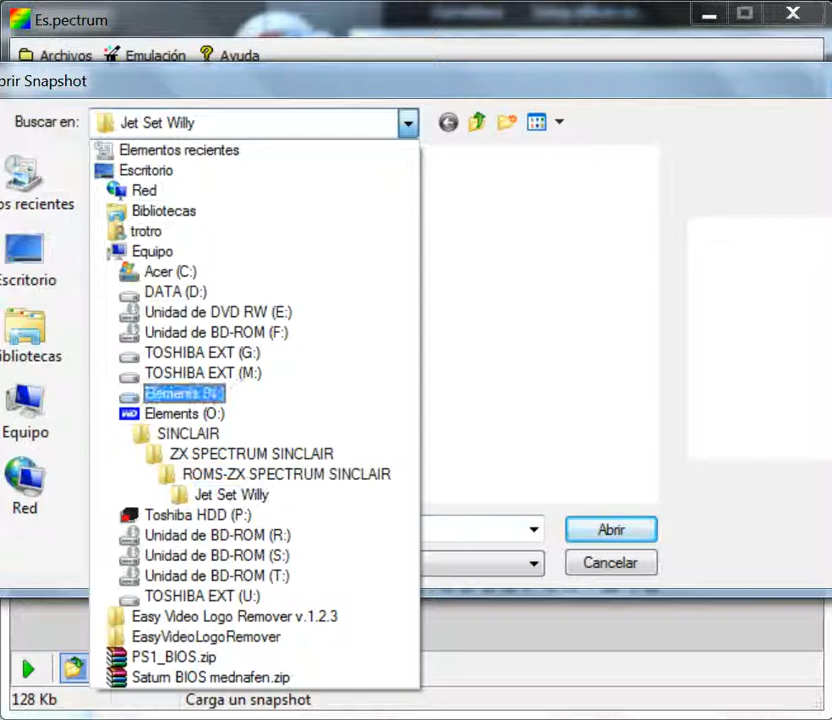 Es.pectrum
Archivos Emulación Ayuda
brir Snapshot
Buscar en: Jet Set Willy
Elementos recientes
Escritorio
Red
Bibliotecas
trotro
Equipo
Acer (C:)
DATA (D:)
Unidad de DVD RW (E:)
Unidad de BD-ROM (F:)
TOSHIBA EXT (G:)
TOSHIBA EXT (M:)
Elements
WD Elements (O:)
SINCLAIR
ZX SPECTRUM SINCLAIR
ROMS-ZX SPECTRUM SINCLAIR
Jet Set Willy
Toshiba HDD (P:)
Unidad de BD-ROM (R:)
Unidad de BD-ROM (S:)
Unidad de BD-ROM (T:)
TOSHIBA EXT (U:)
Easy Video Logo Remover v.1.2.3
EasyVideoLogoRemover
PS1_BIOS.zip
Saturn BIOS mednafen.zip
os recientes
Escritorio
bliotecas
Equipo
Red
Abrir
Cancelar
128 Kb Carga un snapshot